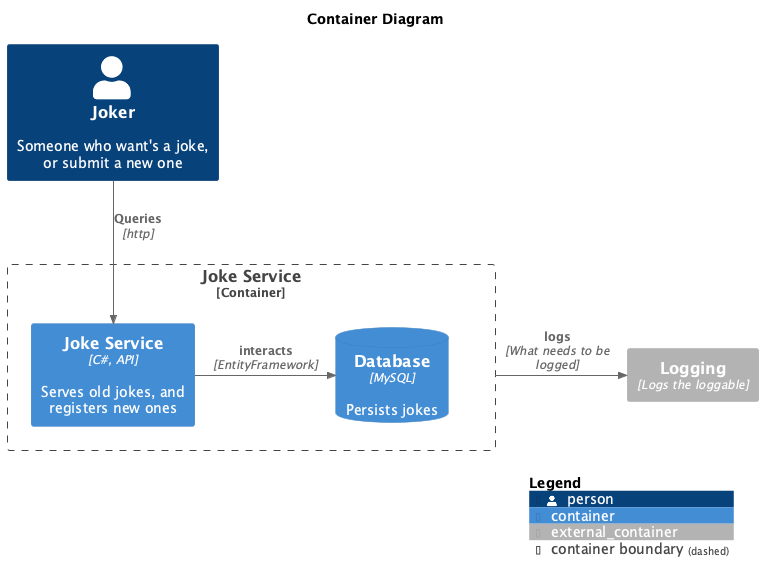 Container Diagram
Joker
Someone who want's a joke,
or submit a new one
Queries
[http]
Joke Service
[Container]
Joke Service
[C#, API]
Serves old jokes, and
registers new ones
interacts
[EntityFramework]
Database
[MySQL]
Persists jokes
logs
[What needs to be
logged]
Logging
[Logs the loggable]
Legend
person
container
external_container
container boundary (dashed)